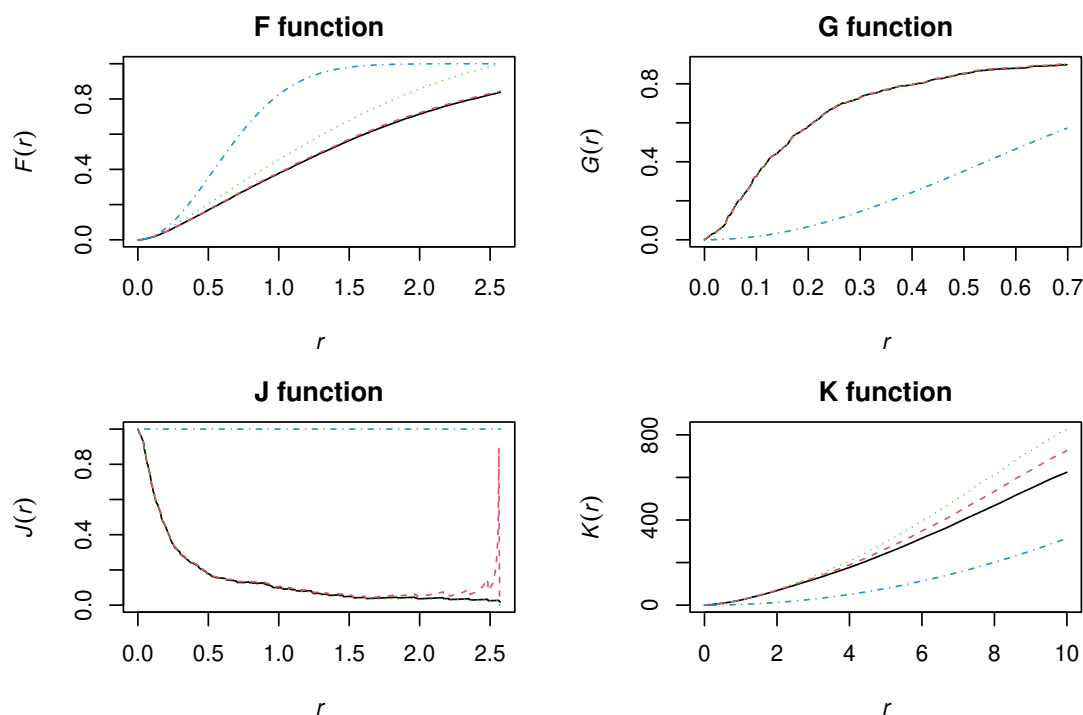 F function
F(r)
0.0 0.4 0.8
0.0 0.5 1.0 1.5 2.0 2.5
r
G function
G(r)
0.0 0.4 0.8
0.0 0.1 0.2 0.3 0.4 0.5 0.6 0.7
r
J function
J(r)
0.0 0.4 0.8
0.0 0.5 1.0 1.5 2.0 2.5
r
K function
K(r)
0 400 800
0 2 4 6 8 10
r